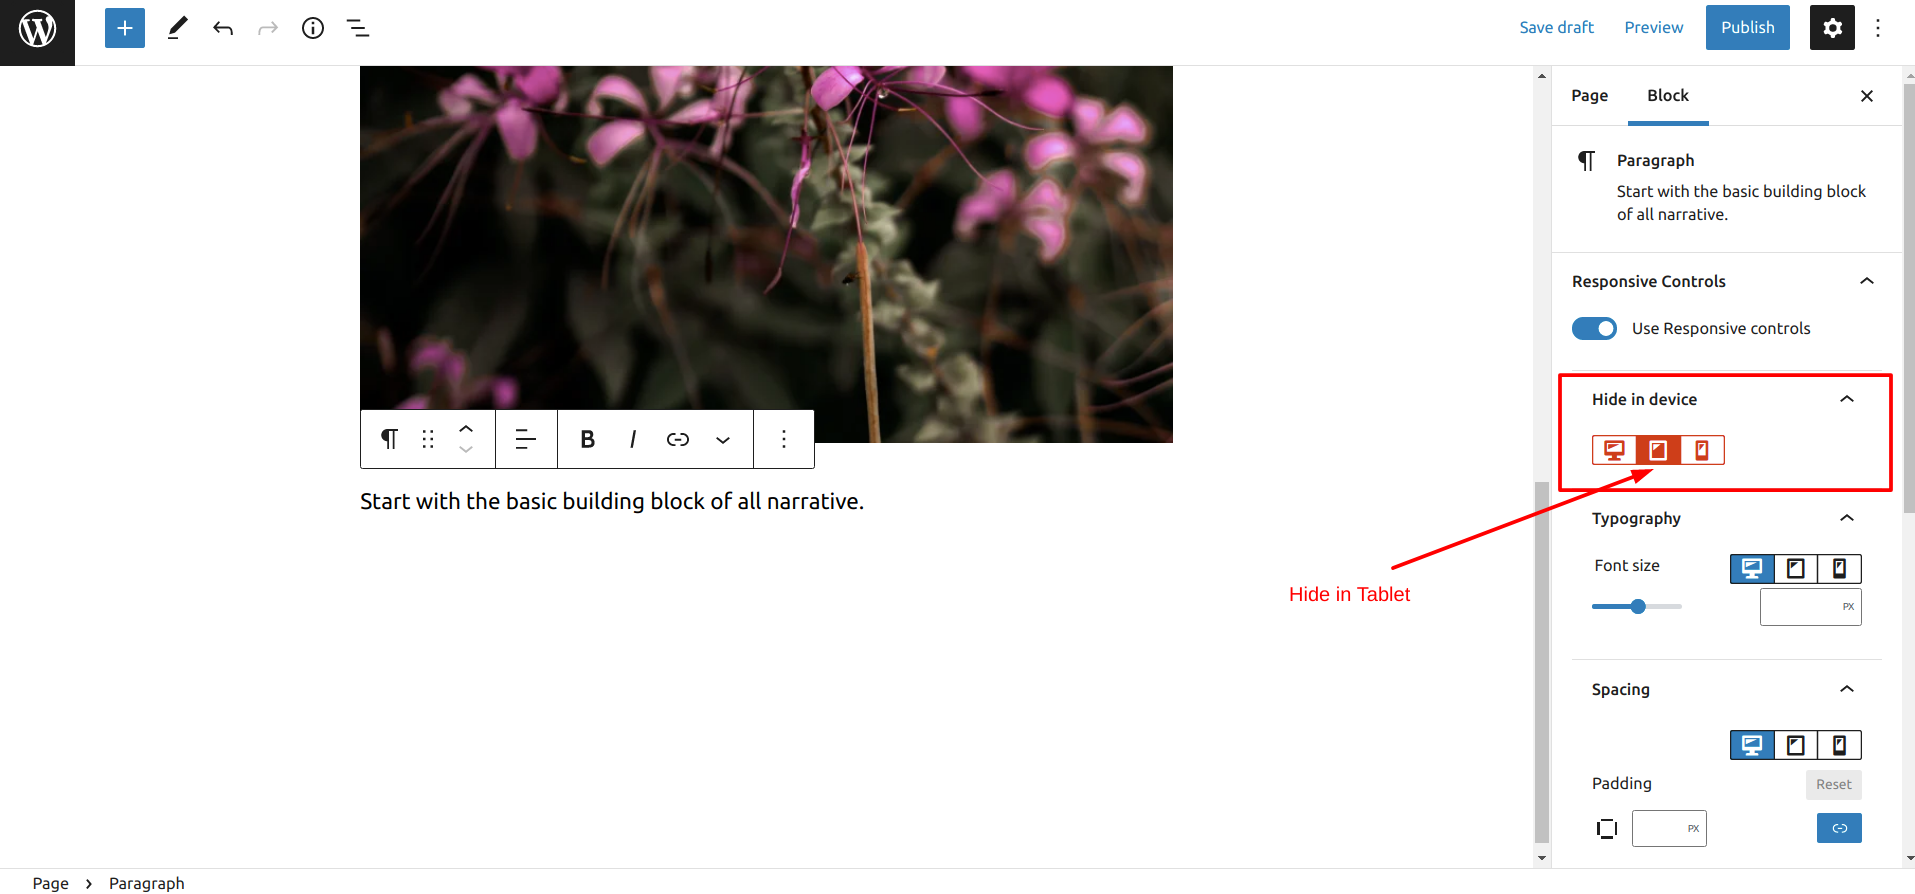 Save draft
Preview
Publish
Page
Block
Paragraph
Start with the basic building block
of all narrative.
Responsive Controls
Use Responsive controls
Hide in device
B I
Start with the basic building block of all narrative.
Typography
Font size
Hide in Tablet
PX
Spacing
Padding
Reset
PX
Page > Paragraph